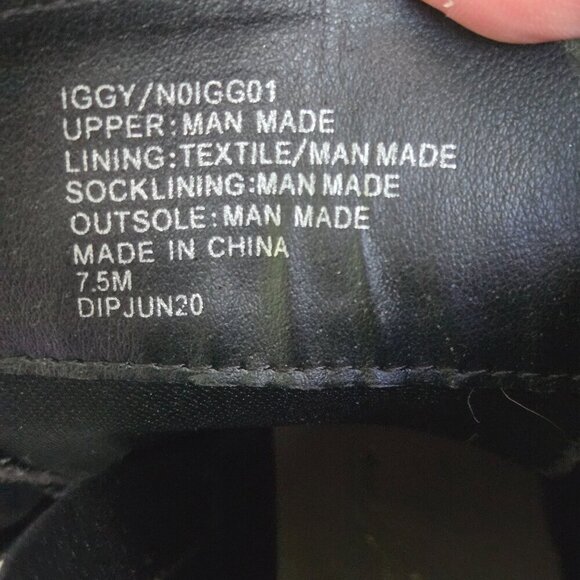 IGGY/N0IGG01
UPPER:MAN MADE
LINING:TEXTILE/MAN MADE
SOCKLINING:MAN MADE
OUTSOLE:MAN MADE
MADE IN CHINA
7.5M
DIPJUN20